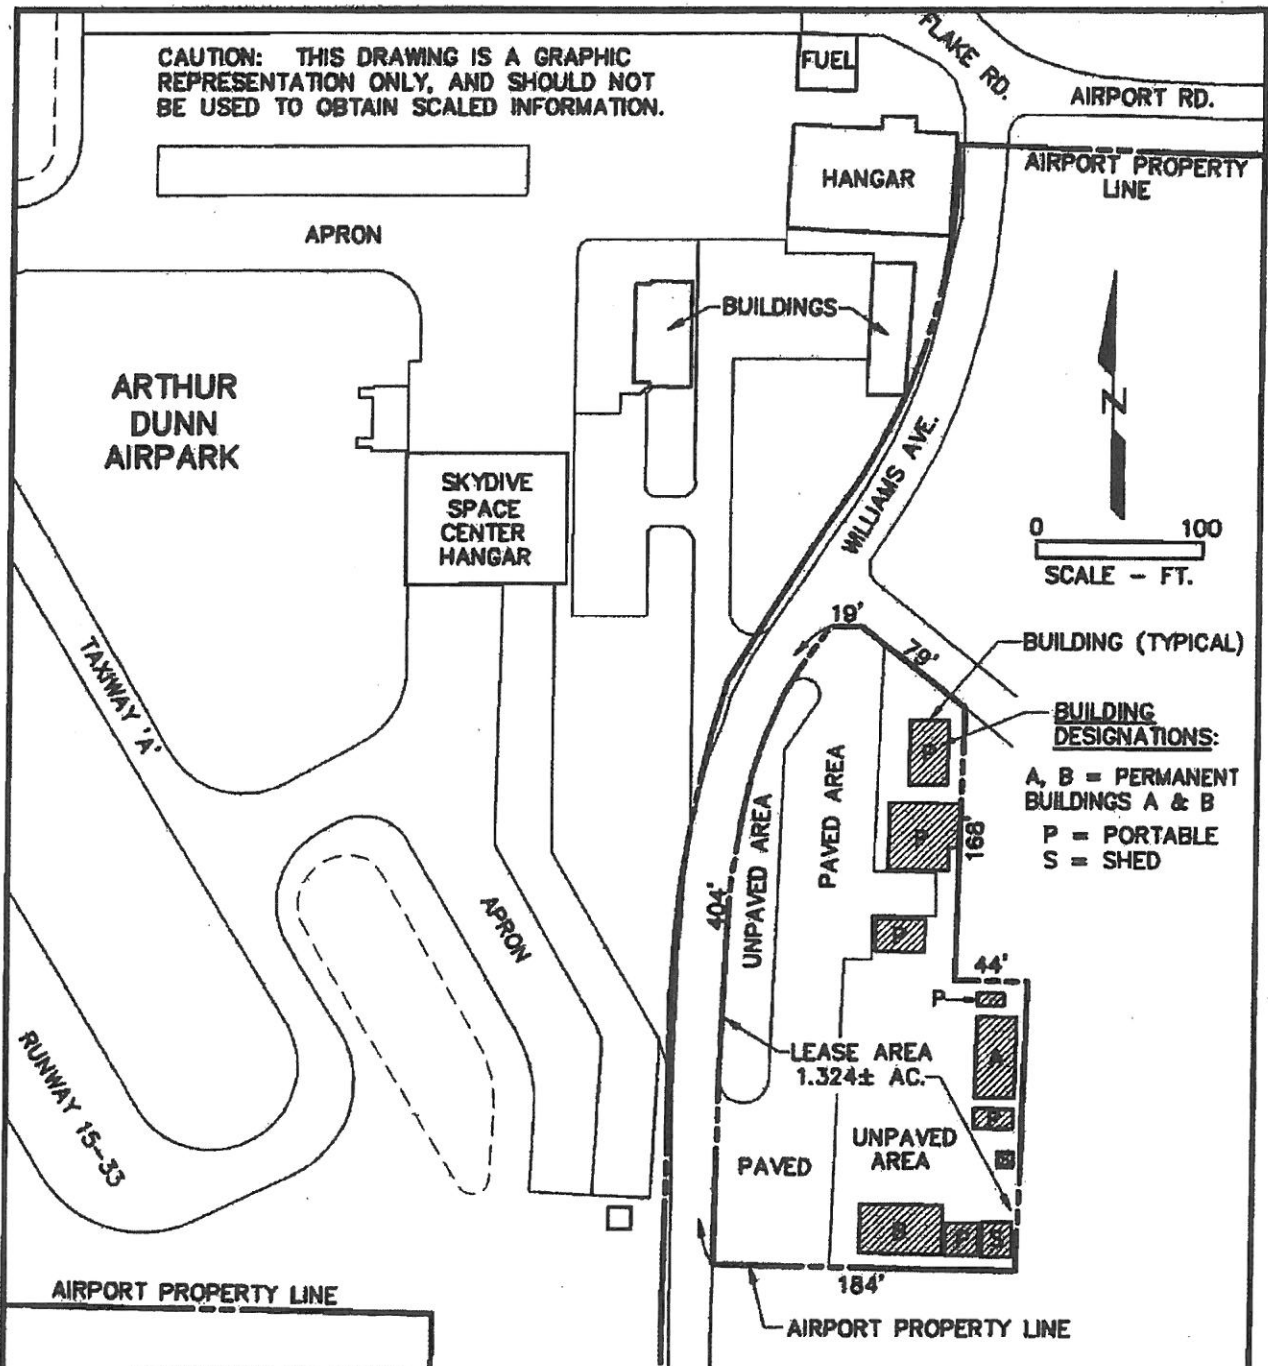 CAUTION: THIS DRAWING IS A GRAPHIC
REPRESENTATION ONLY, AND SHOULD NOT
BE USED TO OBTAIN SCALED INFORMATION.
FUEL
FLAKE RD.
AIRPORT RD.
HANGAR
AIRPORT PROPERTY
LINE
APRON
BUILDINGS
ARTHUR
DUNN
AIRPARK
N
WILLIAMS AVE.
SKYDIVE
SPACE
CENTER
HANGAR
0 100
SCALE - FT.
19'
79'
BUILDING (TYPICAL)
TAXIWAY 'A'
BUILDING
DESIGNATIONS:
A, B = PERMANENT
BUILDINGS A & B
P = PORTABLE
S = SHED
P
P
168'
PAVED AREA
UNPAVED AREA
404'
APRON
P
44'
P
A
LEASE AREA
1.324± AC.
P
RUNWAY 15-33
UNPAVED
AREA
PAVED
B
P
S
184'
AIRPORT PROPERTY LINE
AIRPORT PROPERTY LINE